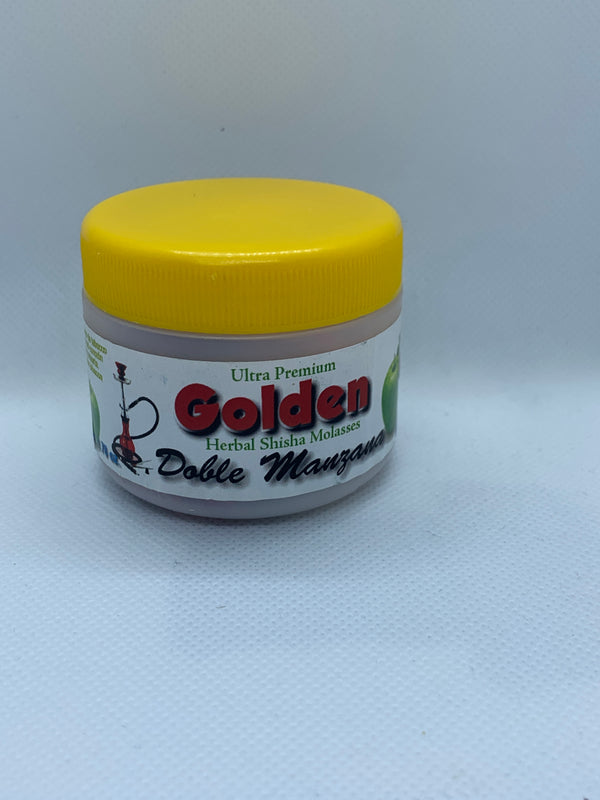 Ultra Premium
Golden
Herbal Shisha Molasses
Doble Manzana